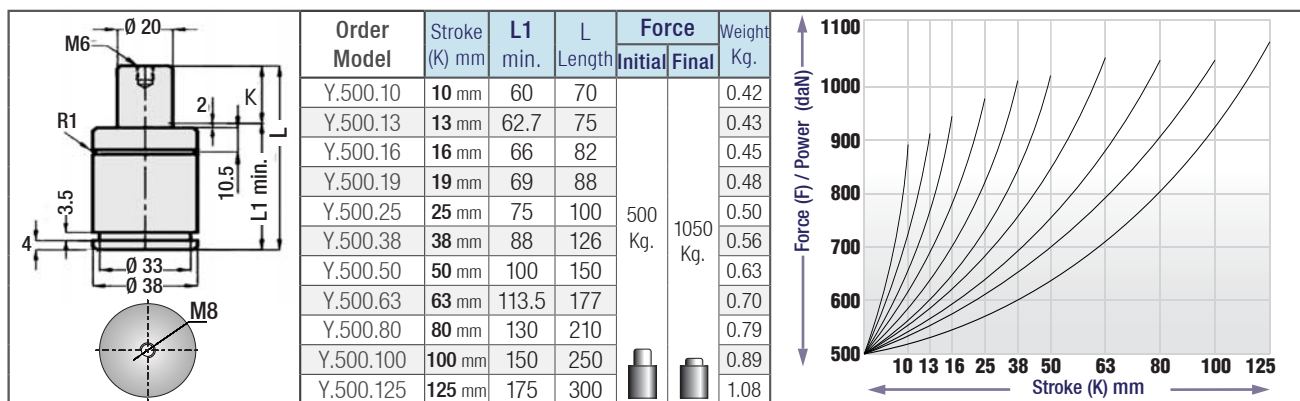 Ø 20
M6
2
K
R1
L
10.5
L1 min.
3.5
4
Ø 33
Ø 38
M8
Order Model Stroke (K) mm L1 min. L Length Force Initial Final Weight Kg.
Y.500.10 10 mm 60 70 0.42
Y.500.13 13 mm 62.7 75 0.43
Y.500.16 16 mm 66 82 0.45
Y.500.19 19 mm 69 88 0.48
Y.500.25 25 mm 75 100 0.50
Y.500.38 38 mm 88 126 0.56
Y.500.50 50 mm 100 150 0.63
Y.500.63 63 mm 113.5 177 0.70
Y.500.80 80 mm 130 210 0.79
Y.500.100 100 mm 150 250 0.89
Y.500.125 125 mm 175 300 1.08
500 Kg.
1050 Kg.
Force (F) / Power (daN)
1100
1000
900
800
700
600
500
10 13 16 25 38 50 63 80 100 125
Stroke (K) mm